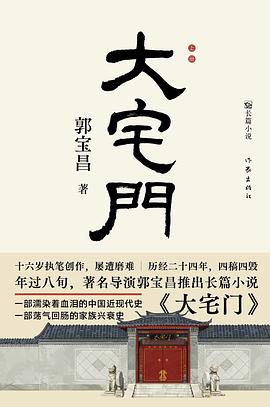 大宅門
上册
郭宝昌
著
长篇小说
作家出版社
十六岁执笔创作，屡遭磨难｜历经二十四年，四稿四毁
年过八旬，著名导演郭宝昌推出长篇小说
一部濡染着血泪的中国近现代史
一部荡气回肠的家族兴衰史
《大宅门》